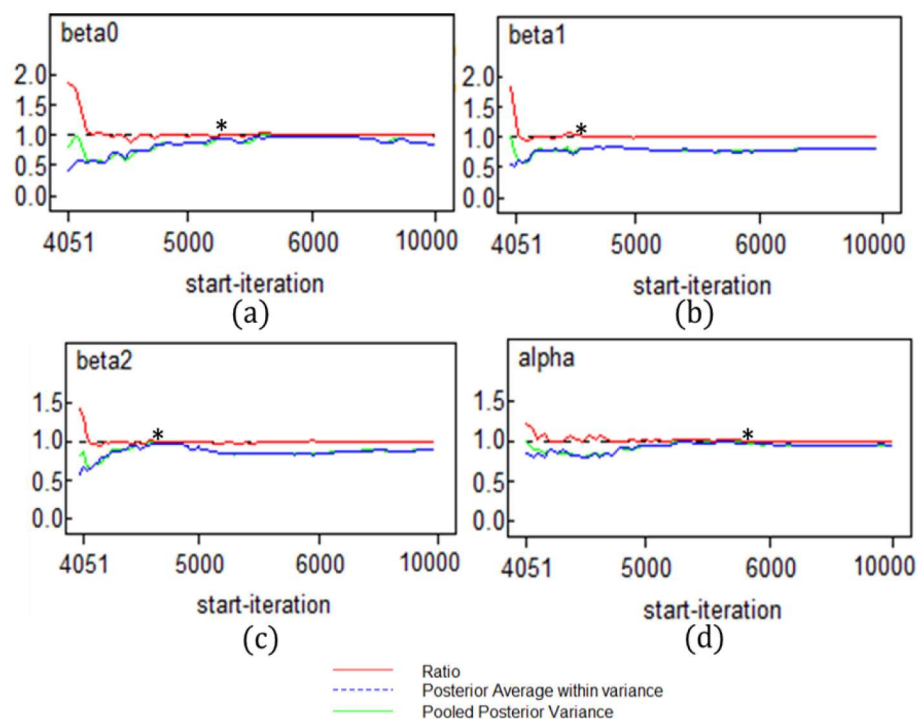 beta0
2.0
1.5
1.0
0.5
0.0
*
4051 5000 6000 10000
start-iteration
(a)
beta1
2.0
1.5
1.0
0.5
0.0
*
4051 5000 6000 10000
start-iteration
(b)
beta2
1.5
1.0
0.5
0.0
*
4051 5000 6000 10000
start-iteration
(c)
alpha
1.5
1.0
0.5
0.0
*
4051 5000 6000 10000
start-iteration
(d)
Ratio
Posterior Average within variance
Pooled Posterior Variance